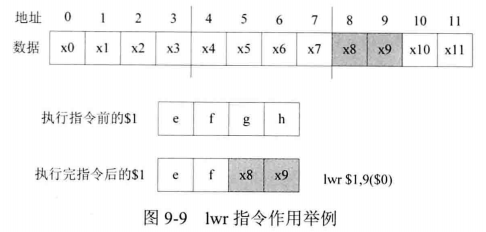 地址 0 1 2 3 4 5 6 7 8 9 10 11
数据 x0 x1 x2 x3 x4 x5 x6 x7 x8 x9 x10 x11
执行指令前的$1 e f g h
执行完指令后的$1 e f x8 x9 lwr $1,9($0)
图 9-9 lwr 指令作用举例